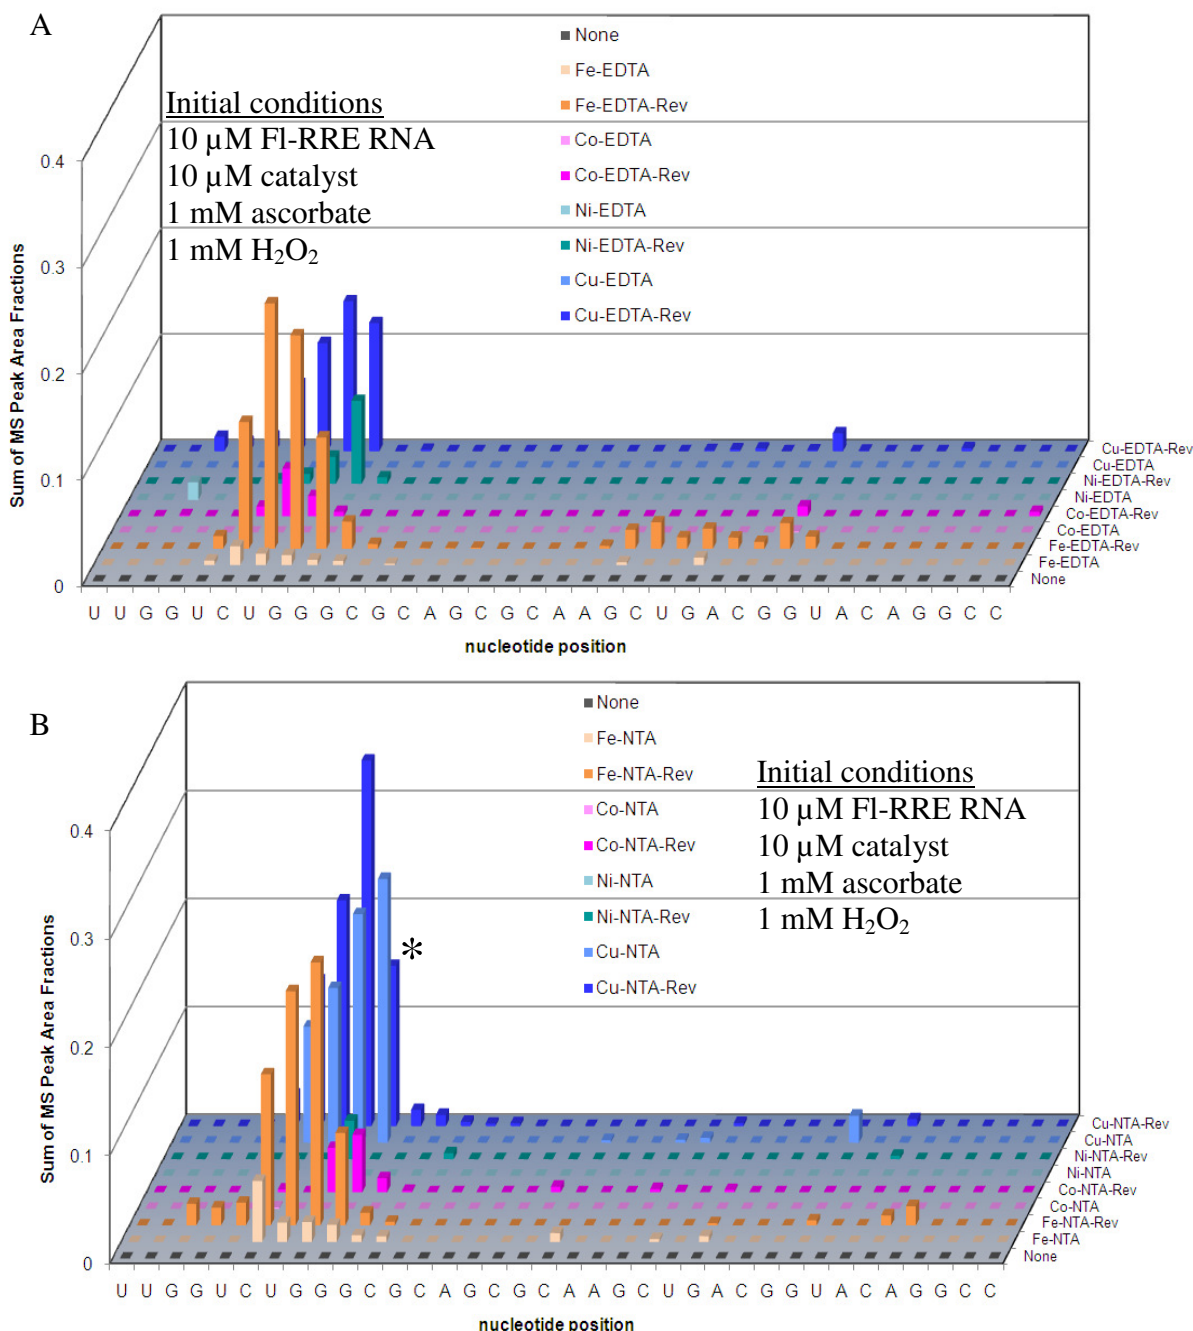 A
None
Fe-EDTA
Fe-EDTA-Rev
Co-EDTA
Co-EDTA-Rev
Ni-EDTA
Ni-EDTA-Rev
Cu-EDTA
Cu-EDTA-Rev
Initial conditions
10 µM Fl-RRE RNA
10 µM catalyst
1 mM ascorbate
1 mM H₂O₂
Sum of MS Peak Area Fractions
0.4
0.3
0.2
0.1
0
Cu-EDTA-Rev
Cu-EDTA
Ni-EDTA-Rev
Ni-EDTA
Co-EDTA-Rev
Co-EDTA
Fe-EDTA-Rev
Fe-EDTA
None
U U G G U C U G G G C G C A G C G C A A G C U G A C G G U A C A G G C C
nucleotide position
B
None
Fe-NTA
Fe-NTA-Rev
Co-NTA
Co-NTA-Rev
Ni-NTA
Ni-NTA-Rev
Cu-NTA
Cu-NTA-Rev
Initial conditions
10 µM Fl-RRE RNA
10 µM catalyst
1 mM ascorbate
1 mM H₂O₂
*
Sum of MS Peak Area Fractions
0.4
0.3
0.2
0.1
0
Cu-NTA-Rev
Cu-NTA
Ni-NTA-Rev
Ni-NTA
Co-NTA-Rev
Co-NTA
Fe-NTA-Rev
Fe-NTA
None
U U G G U C U G G G C G C A G C G C A A G C U G A C G G U A C A G G C C
nucleotide position